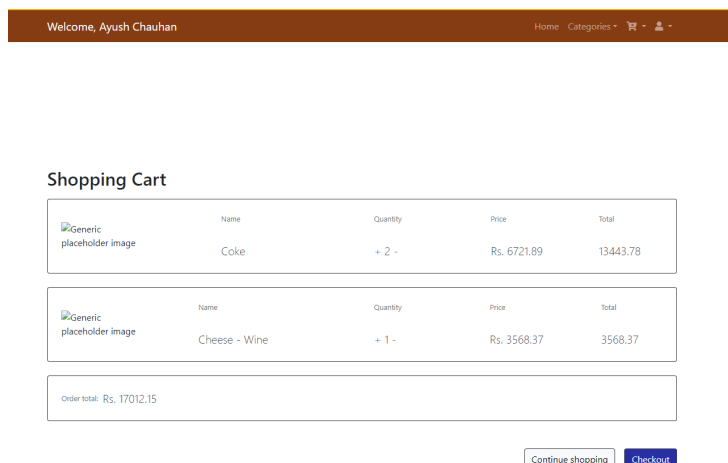 Welcome, Ayush Chauhan Home Categories
Shopping Cart
Generic placeholder image
Name Quantity Price Total
Coke + 2 - Rs. 6721.89 13443.78
Generic placeholder image
Name Quantity Price Total
Cheese - Wine + 1 - Rs. 3568.37 3568.37
Order total: Rs. 17012.15
Continue shopping Checkout